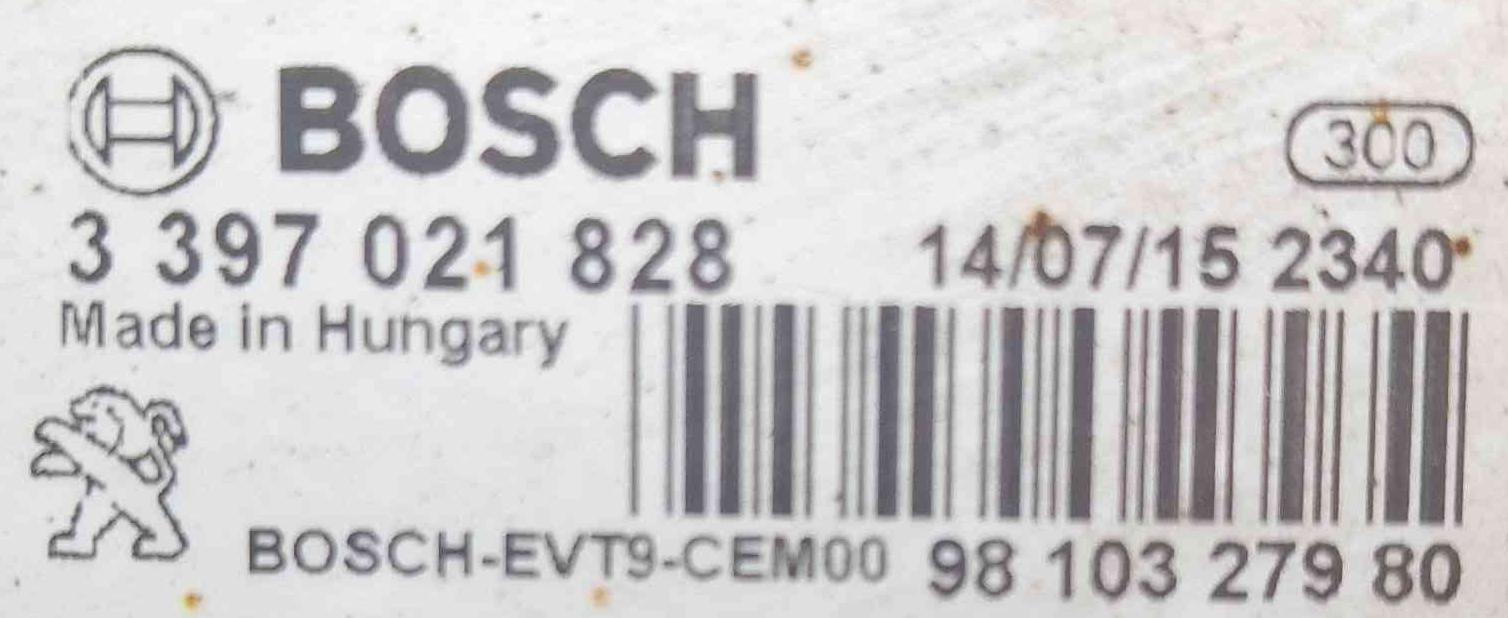 BOSCH
300
3 397 021 828
14/07/15 2340
Made in Hungary
BOSCH-EVT9-CEM00 98 103 279 80